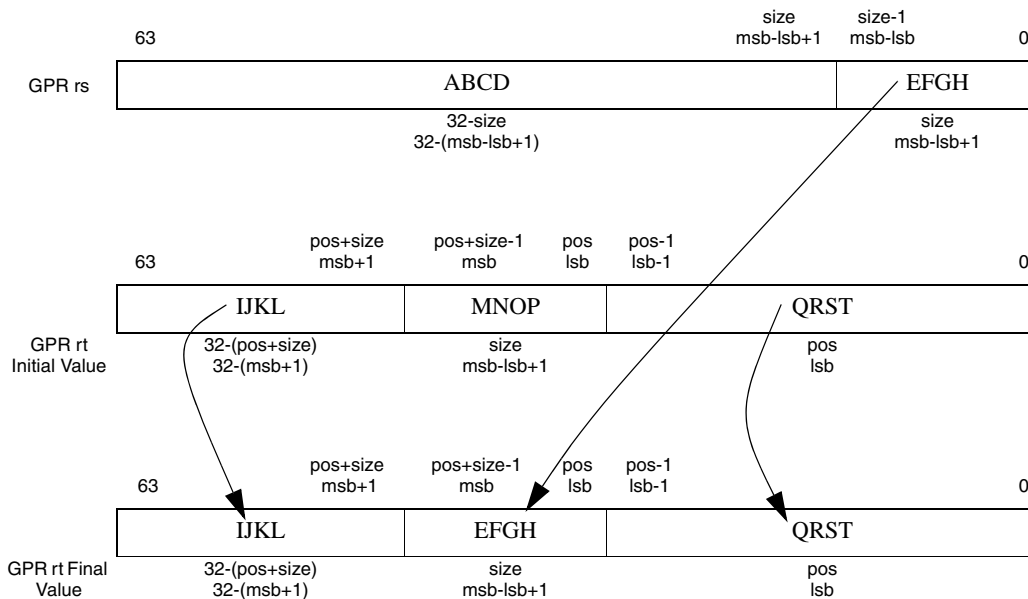 size size-1
63 msb-lsb+1 msb-lsb 0
GPR rs ABCD EFGH
32-size size
32-(msb-lsb+1) msb-lsb+1
pos+size pos+size-1 pos pos-1
63 msb+1 msb lsb lsb-1 0
IJKL MNOP QRST
GPR rt 32-(pos+size) size pos
Initial Value 32-(msb+1) msb-lsb+1 lsb
pos+size pos+size-1 pos pos-1
63 msb+1 msb lsb lsb-1 0
IJKL EFGH QRST
GPR rt Final 32-(pos+size) size pos
Value 32-(msb+1) msb-lsb+1 lsb